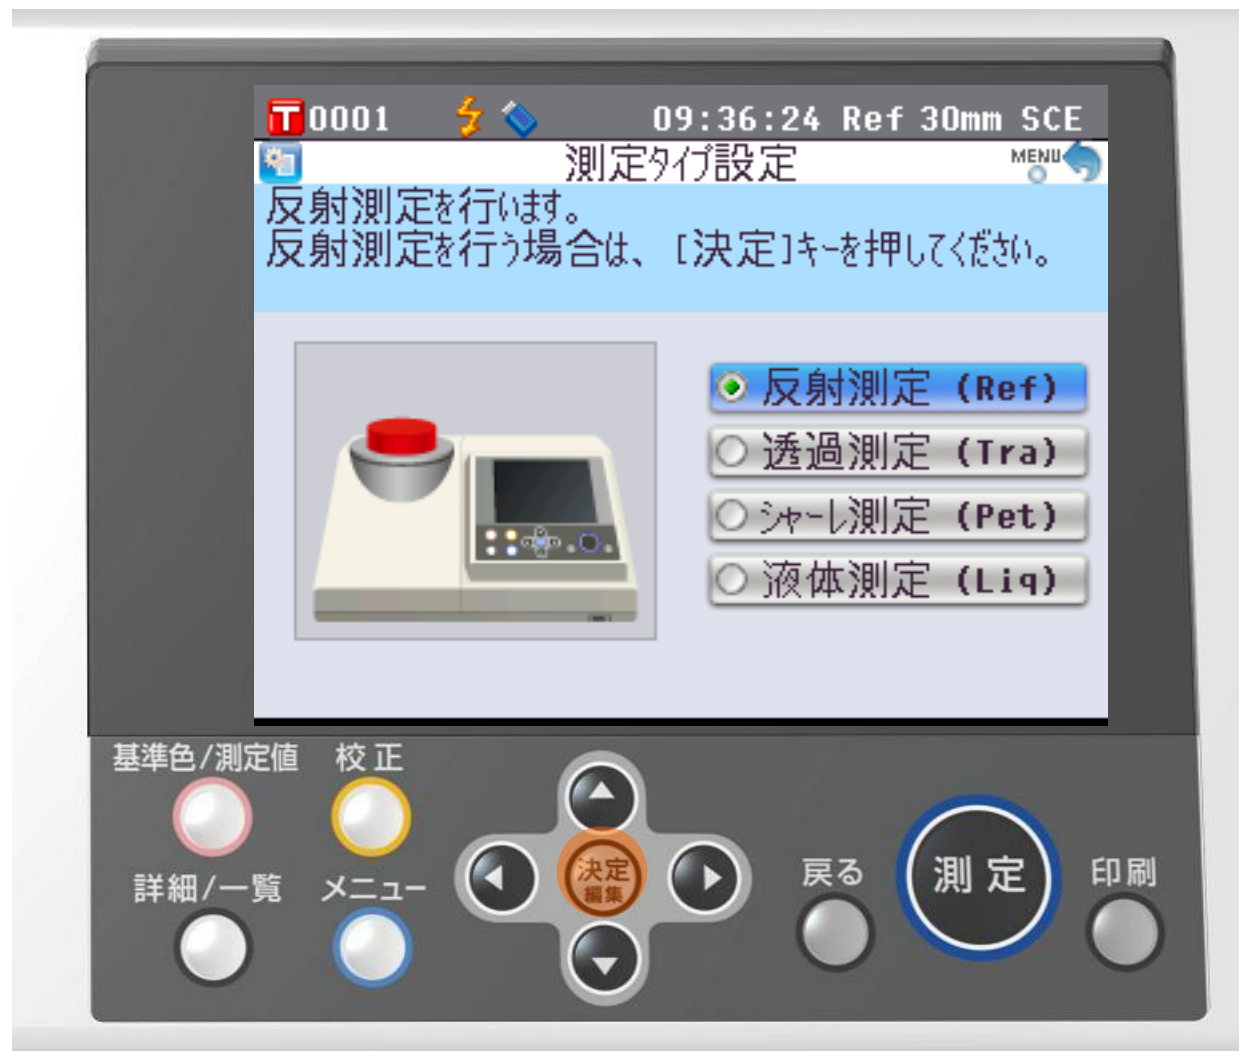 T 0001 09:36:24 Ref 30mm SCE
測定タイプ設定 MENU
反射測定を行います。
反射測定を行う場合は、[決定]キーを押してください。
反射測定 (Ref)
透過測定 (Tra)
シャーレ測定 (Pet)
液体測定 (Liq)
基準色/測定値 校正
詳細/一覧 メニュー
決定
編集
戻る
測定
印刷